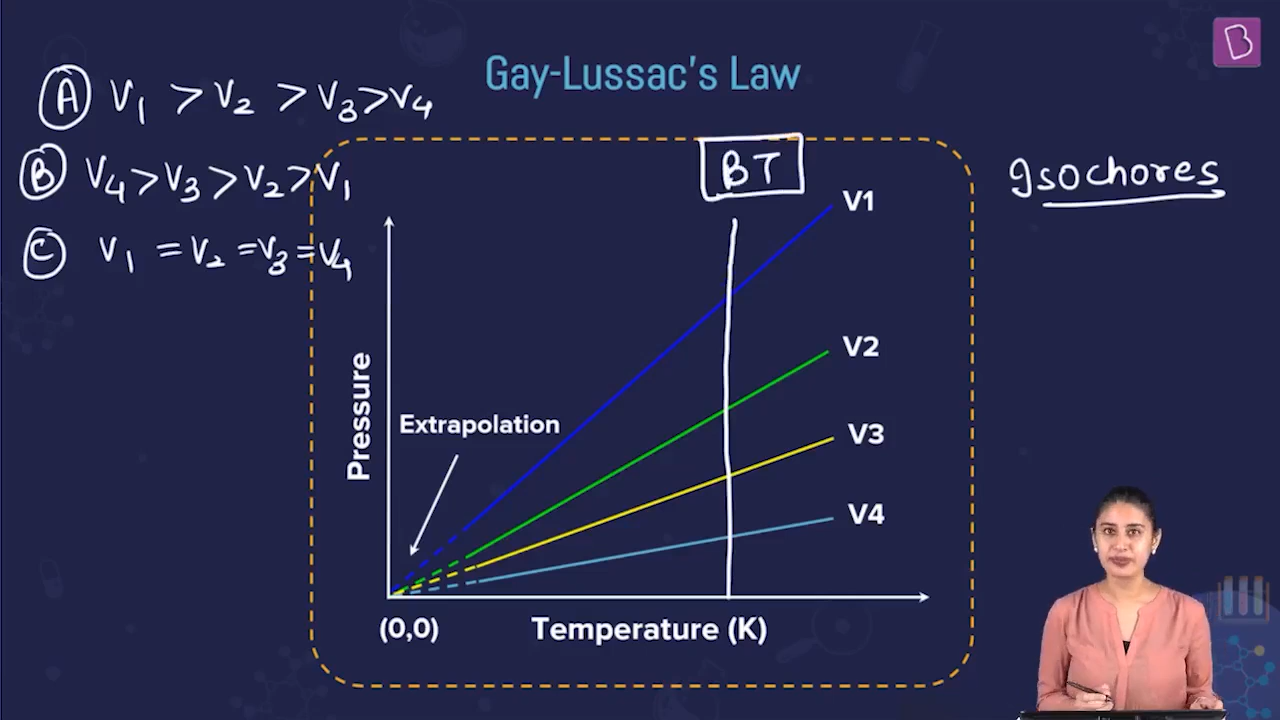 Gay-Lussac's Law
B
Ⓐ V₁ > V₂ > V₃ > V₄
Ⓑ V₄ > V₃ > V₂ > V₁
Ⓒ V₁ = V₂ = V₃ = V₄
BT
Isochores
V1
V2
V3
V4
Pressure
Extrapolation
(0,0)
Temperature (K)